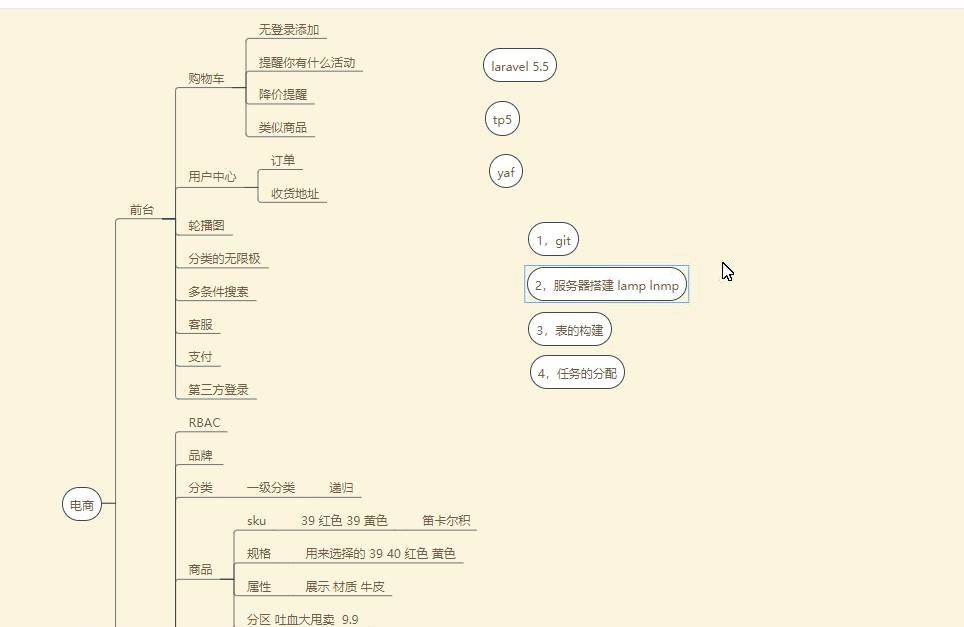 无登录添加
提醒你有什么活动
购物车
降价提醒
类似商品
订单
用户中心
收货地址
前台
轮播图
分类的无限极
多条件搜索
客服
支付
第三方登录
laravel 5.5
tp5
yaf
1，git
2，服务器搭建 lamp lnmp
3，表的构建
4，任务的分配
电商
RBAC
品牌
分类 一级分类 递归
sku 39 红色 39 黄色 笛卡尔积
规格 用来选择的 39 40 红色 黄色
商品
属性 展示 材质 牛皮
分区 吐血大甩卖 9.9